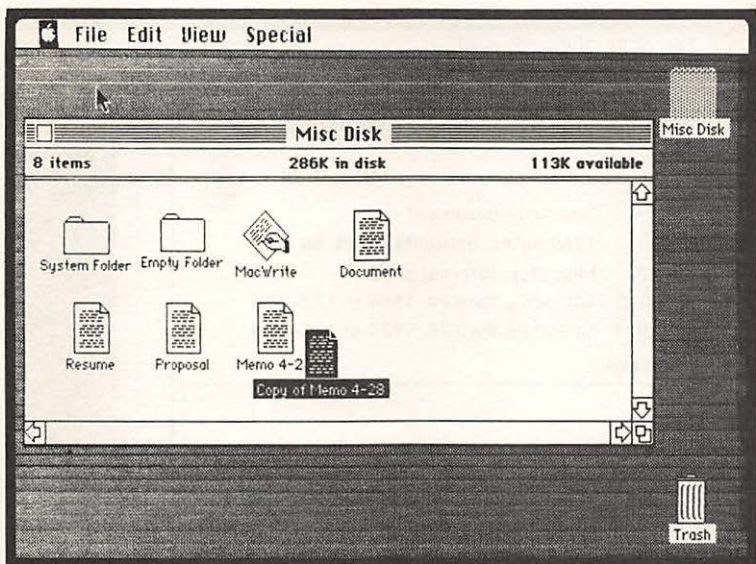 File Edit View Special
Misc Disk
Misc Disk
8 items 286K in disk 113K available
System Folder Empty Folder MacWrite Document
Resume Proposal Memo 4-2
Copy of Memo 4-28
Trash